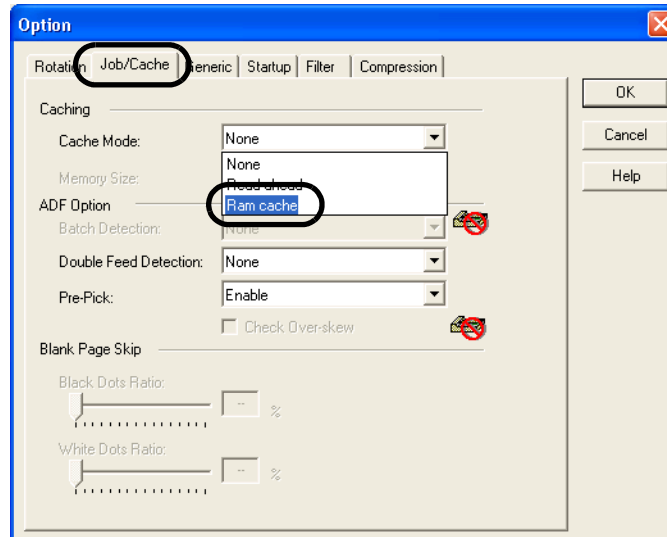 Option
Rotation Job/Cache Generic Startup Filter Compression
OK
Caching
Cache Mode: None
Cancel
None
Memory Size: Read ahead
Help
ADF Option Ram cache
Batch Detection: None
Double Feed Detection: None
Pre-Pick: Enable
Check Over-skew
Blank Page Skip
Black Dots Ratio:
-- %
White Dots Ratio:
-- %